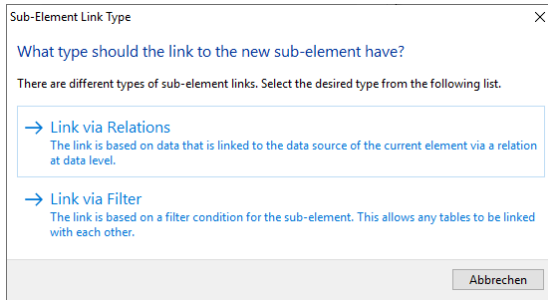 Sub-Element Link Type
What type should the link to the new sub-element have?
There are different types of sub-element links. Select the desired type from the following list.
Link via Relations
The link is based on data that is linked to the data source of the current element via a relation
at data level.
Link via Filter
The link is based on a filter condition for the sub-element. This allows any tables to be linked
with each other.
Abbrechen